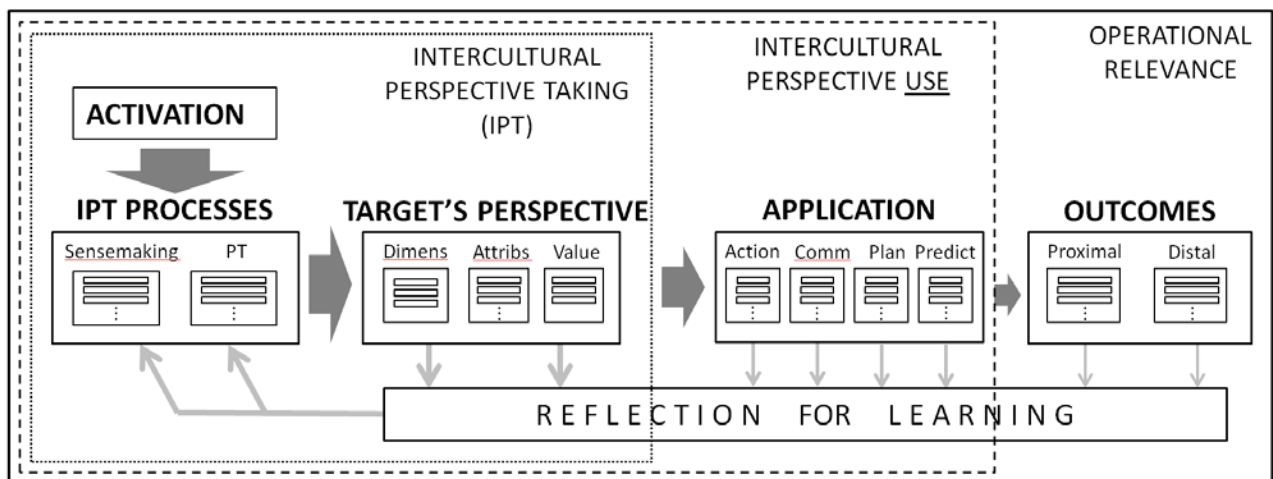 INTERCULTURAL
PERSPECTIVE TAKING
(IPT)
INTERCULTURAL
PERSPECTIVE USE
OPERATIONAL
RELEVANCE
ACTIVATION
IPT PROCESSES
TARGET'S PERSPECTIVE
APPLICATION
OUTCOMES
Sensemaking PT
Dimens Attribs Value
Action Comm Plan Predict
Proximal Distal
REFLECTION FOR LEARNING